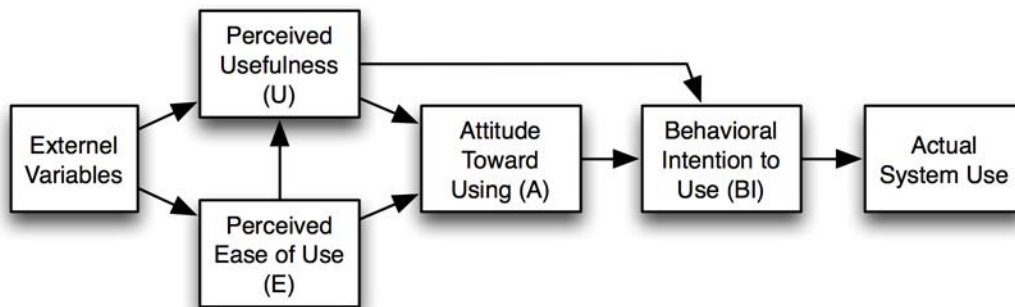 Perceived
Usefulness
(U)
Externel
Variables
Perceived
Ease of Use
(E)
Attitude
Toward
Using (A)
Behavioral
Intention to
Use (BI)
Actual
System Use